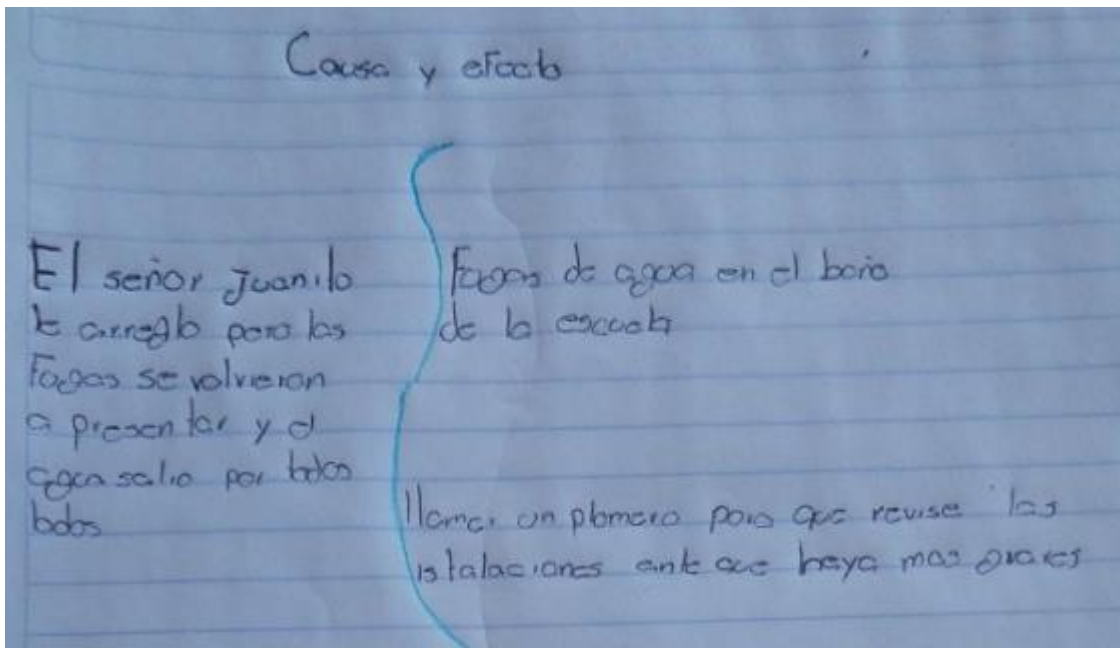 Causa y efecto
El señor Juanilo
le arreglo pero las
Fugas se volvieron
a presentar y el
agua salio por todos
lados
Fugas de agua en el baño
de la escuela
llamar un plomero para que revise las
istalaciones ante que haya mas graves